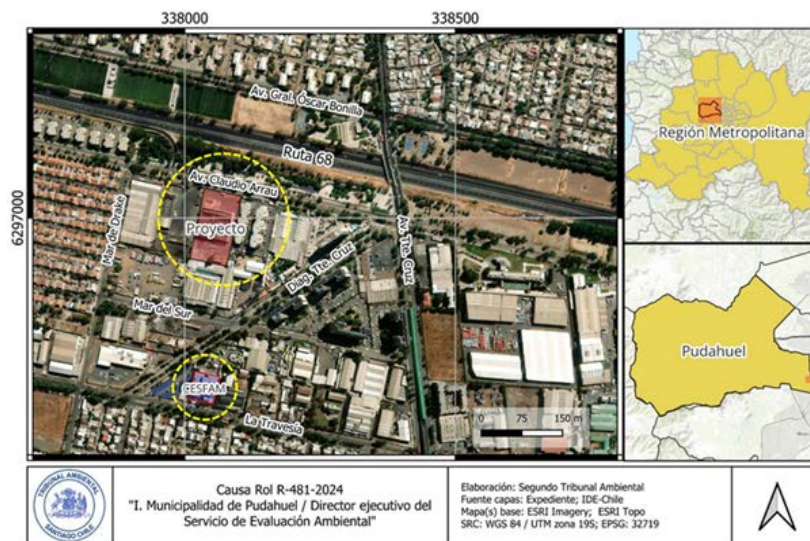 338000
338500
6297000
Av. Gral. Óscar Bonilla
Ruta 68
Av. Claudio Arrau
Proyecto
Mar de Drake
Diag. Tte. Cruz
Av. Tte. Cruz
Mar del Sur
CESFAM
La Travesía
0 75 150 m
Región Metropolitana
Pudahuel
TRIBUNAL AMBIENTAL
SANTIAGO CHILE
Causa Rol R-481-2024
"I. Municipalidad de Pudahuel / Director ejecutivo del
Servicio de Evaluación Ambiental"
Elaboración: Segundo Tribunal Ambiental
Fuente capas: Expediente; IDE-Chile
Mapa(s) base: ESRI Imagery; ESRI Topo
SRC: WGS 84 / UTM zona 19S; EPSG: 32719